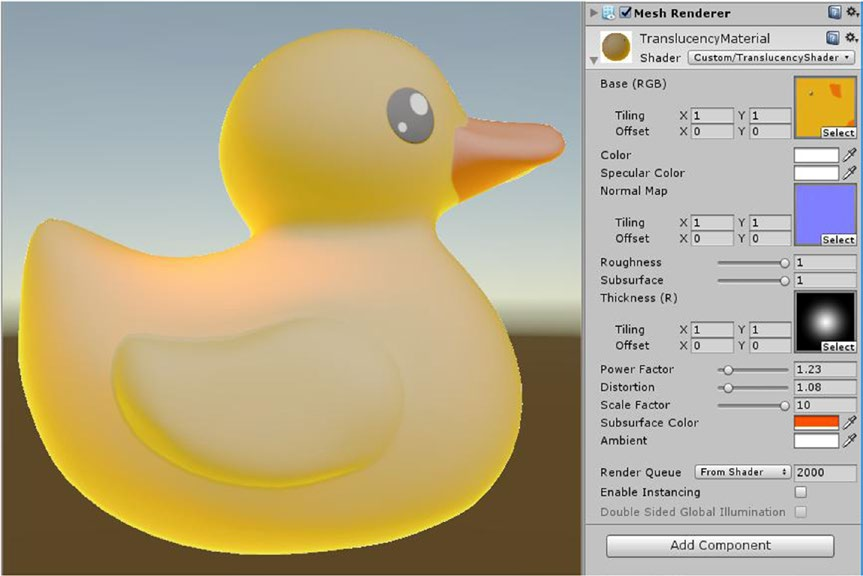 Mesh Renderer
TranslucencyMaterial
Shader Custom/TranslucencyShader
Base (RGB)
Tiling X 1 Y 1
Offset X 0 Y 0
Select
Color
Specular Color
Normal Map
Tiling X 1 Y 1
Offset X 0 Y 0
Select
Roughness 1
Subsurface 1
Thickness (R)
Tiling X 1 Y 1
Offset X 0 Y 0
Select
Power Factor 1.23
Distortion 1.08
Scale Factor 10
Subsurface Color
Ambient
Render Queue From Shader 2000
Enable Instancing
Double Sided Global Illumination
Add Component